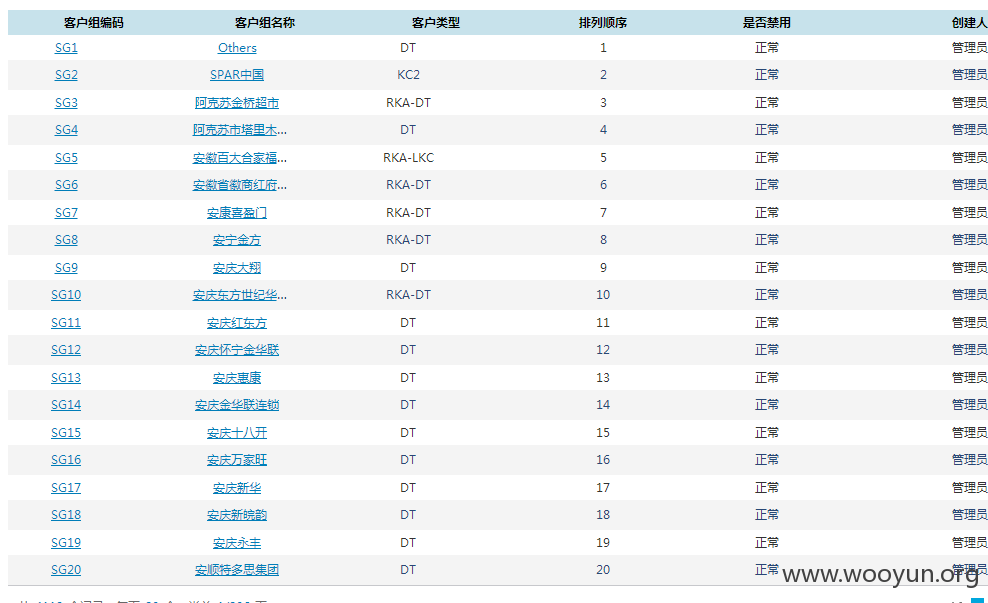 客户组编码 客户组名称 客户类型 排列顺序 是否禁用 创建人
SG1 Others DT 1 正常 管理员
SG2 SPAR中国 KC2 2 正常 管理员
SG3 阿克苏金桥超市 RKA-DT 3 正常 管理员
SG4 阿克苏市塔里木... DT 4 正常 管理员
SG5 安徽百大合家福... RKA-LKC 5 正常 管理员
SG6 安徽省徽商红府... RKA-DT 6 正常 管理员
SG7 安康喜盈门 RKA-DT 7 正常 管理员
SG8 安宁金方 RKA-DT 8 正常 管理员
SG9 安庆大翔 DT 9 正常 管理员
SG10 安庆东方世纪华... RKA-DT 10 正常 管理员
SG11 安庆红东方 DT 11 正常 管理员
SG12 安庆怀宁金华联 DT 12 正常 管理员
SG13 安庆惠康 DT 13 正常 管理员
SG14 安庆金华联连锁 DT 14 正常 管理员
SG15 安庆十八开 DT 15 正常 管理员
SG16 安庆万家旺 DT 16 正常 管理员
SG17 安庆新华 DT 17 正常 管理员
SG18 安庆新皖韵 DT 18 正常 管理员
SG19 安庆永丰 DT 19 正常 管理员
SG20 安顺特多思集团 DT 20 正常 管理员
www.wooyun.org